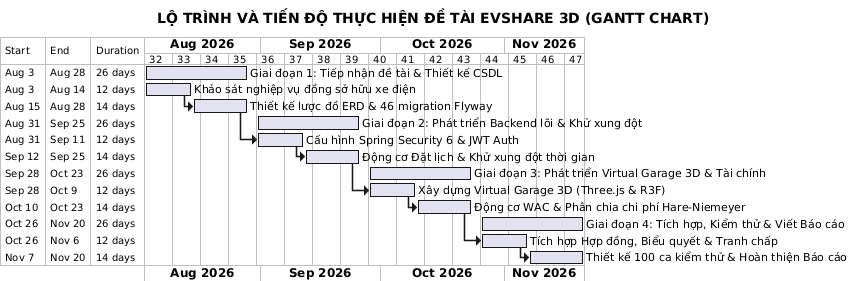 LỘ TRÌNH VÀ TIẾN ĐỘ THỰC HIỆN ĐỀ TÀI EVSHARE 3D (GANTT CHART)
Start End Duration Aug 2026 Sep 2026 Oct 2026 Nov 2026
32 33 34 35 36 37 38 39 40 41 42 43 44 45 46 47
Aug 3 Aug 28 26 days Giai đoạn 1: Tiếp nhận đề tài & Thiết kế CSDL
Aug 3 Aug 14 12 days Khảo sát nghiệp vụ đồng sở hữu xe điện
Aug 15 Aug 28 14 days Thiết kế lược đồ ERD & 46 migration Flyway
Aug 31 Sep 25 26 days Giai đoạn 2: Phát triển Backend lõi & Khử xung đột
Aug 31 Sep 11 12 days Cấu hình Spring Security 6 & JWT Auth
Sep 12 Sep 25 14 days Động cơ Đặt lịch & Khử xung đột thời gian
Sep 28 Oct 23 26 days Giai đoạn 3: Phát triển Virtual Garage 3D & Tài chính
Sep 28 Oct 9 12 days Xây dựng Virtual Garage 3D (Three.js & R3F)
Oct 10 Oct 23 14 days Động cơ WAC & Phân chia chi phí Hare-Niemeyer
Oct 26 Nov 20 26 days Giai đoạn 4: Tích hợp, Kiểm thử & Viết Báo cáo
Oct 26 Nov 6 12 days Tích hợp Hợp đồng, Biểu quyết & Tranh chấp
Nov 7 Nov 20 14 days Thiết kế 100 ca kiểm thử & Hoàn thiện Báo cáo
Aug 2026 Sep 2026 Oct 2026 Nov 2026